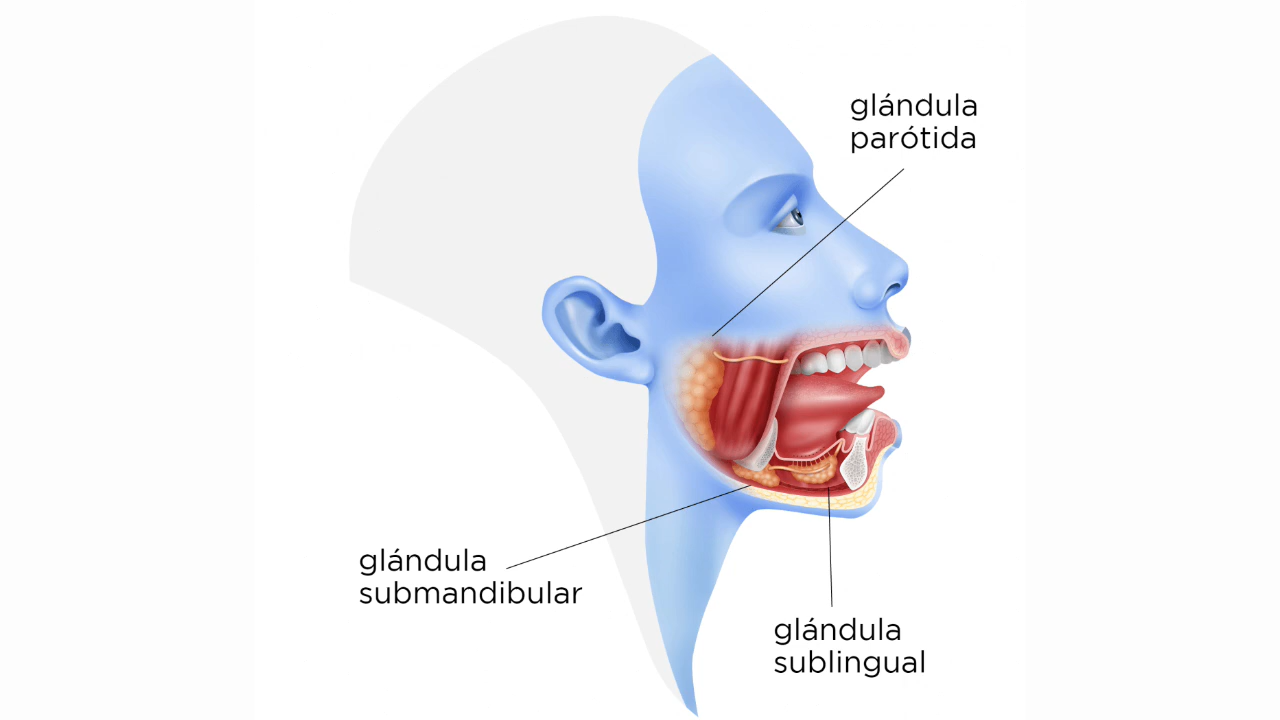 glándula
parótida
glándula
submandibular
glándula
sublingual